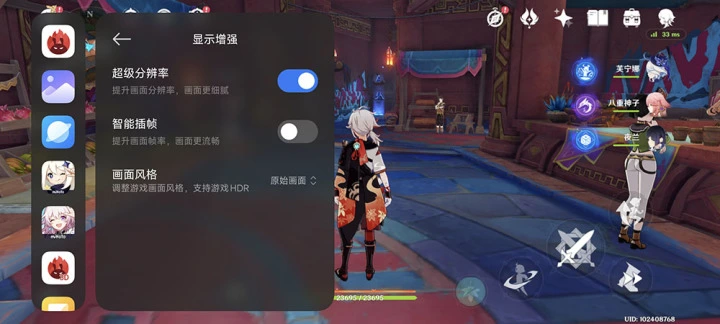 显示增强
超级分辨率
提升画面分辨率，画面更细腻
智能插帧
提升画面帧率，画面更流畅
画面风格
调整游戏画面风格，支持游戏HDR
原始画面
33 ms
芙宁娜
八重神子
夜兰
miHoYo
miHoYo
3D
23695 / 23695
UID: 102408768